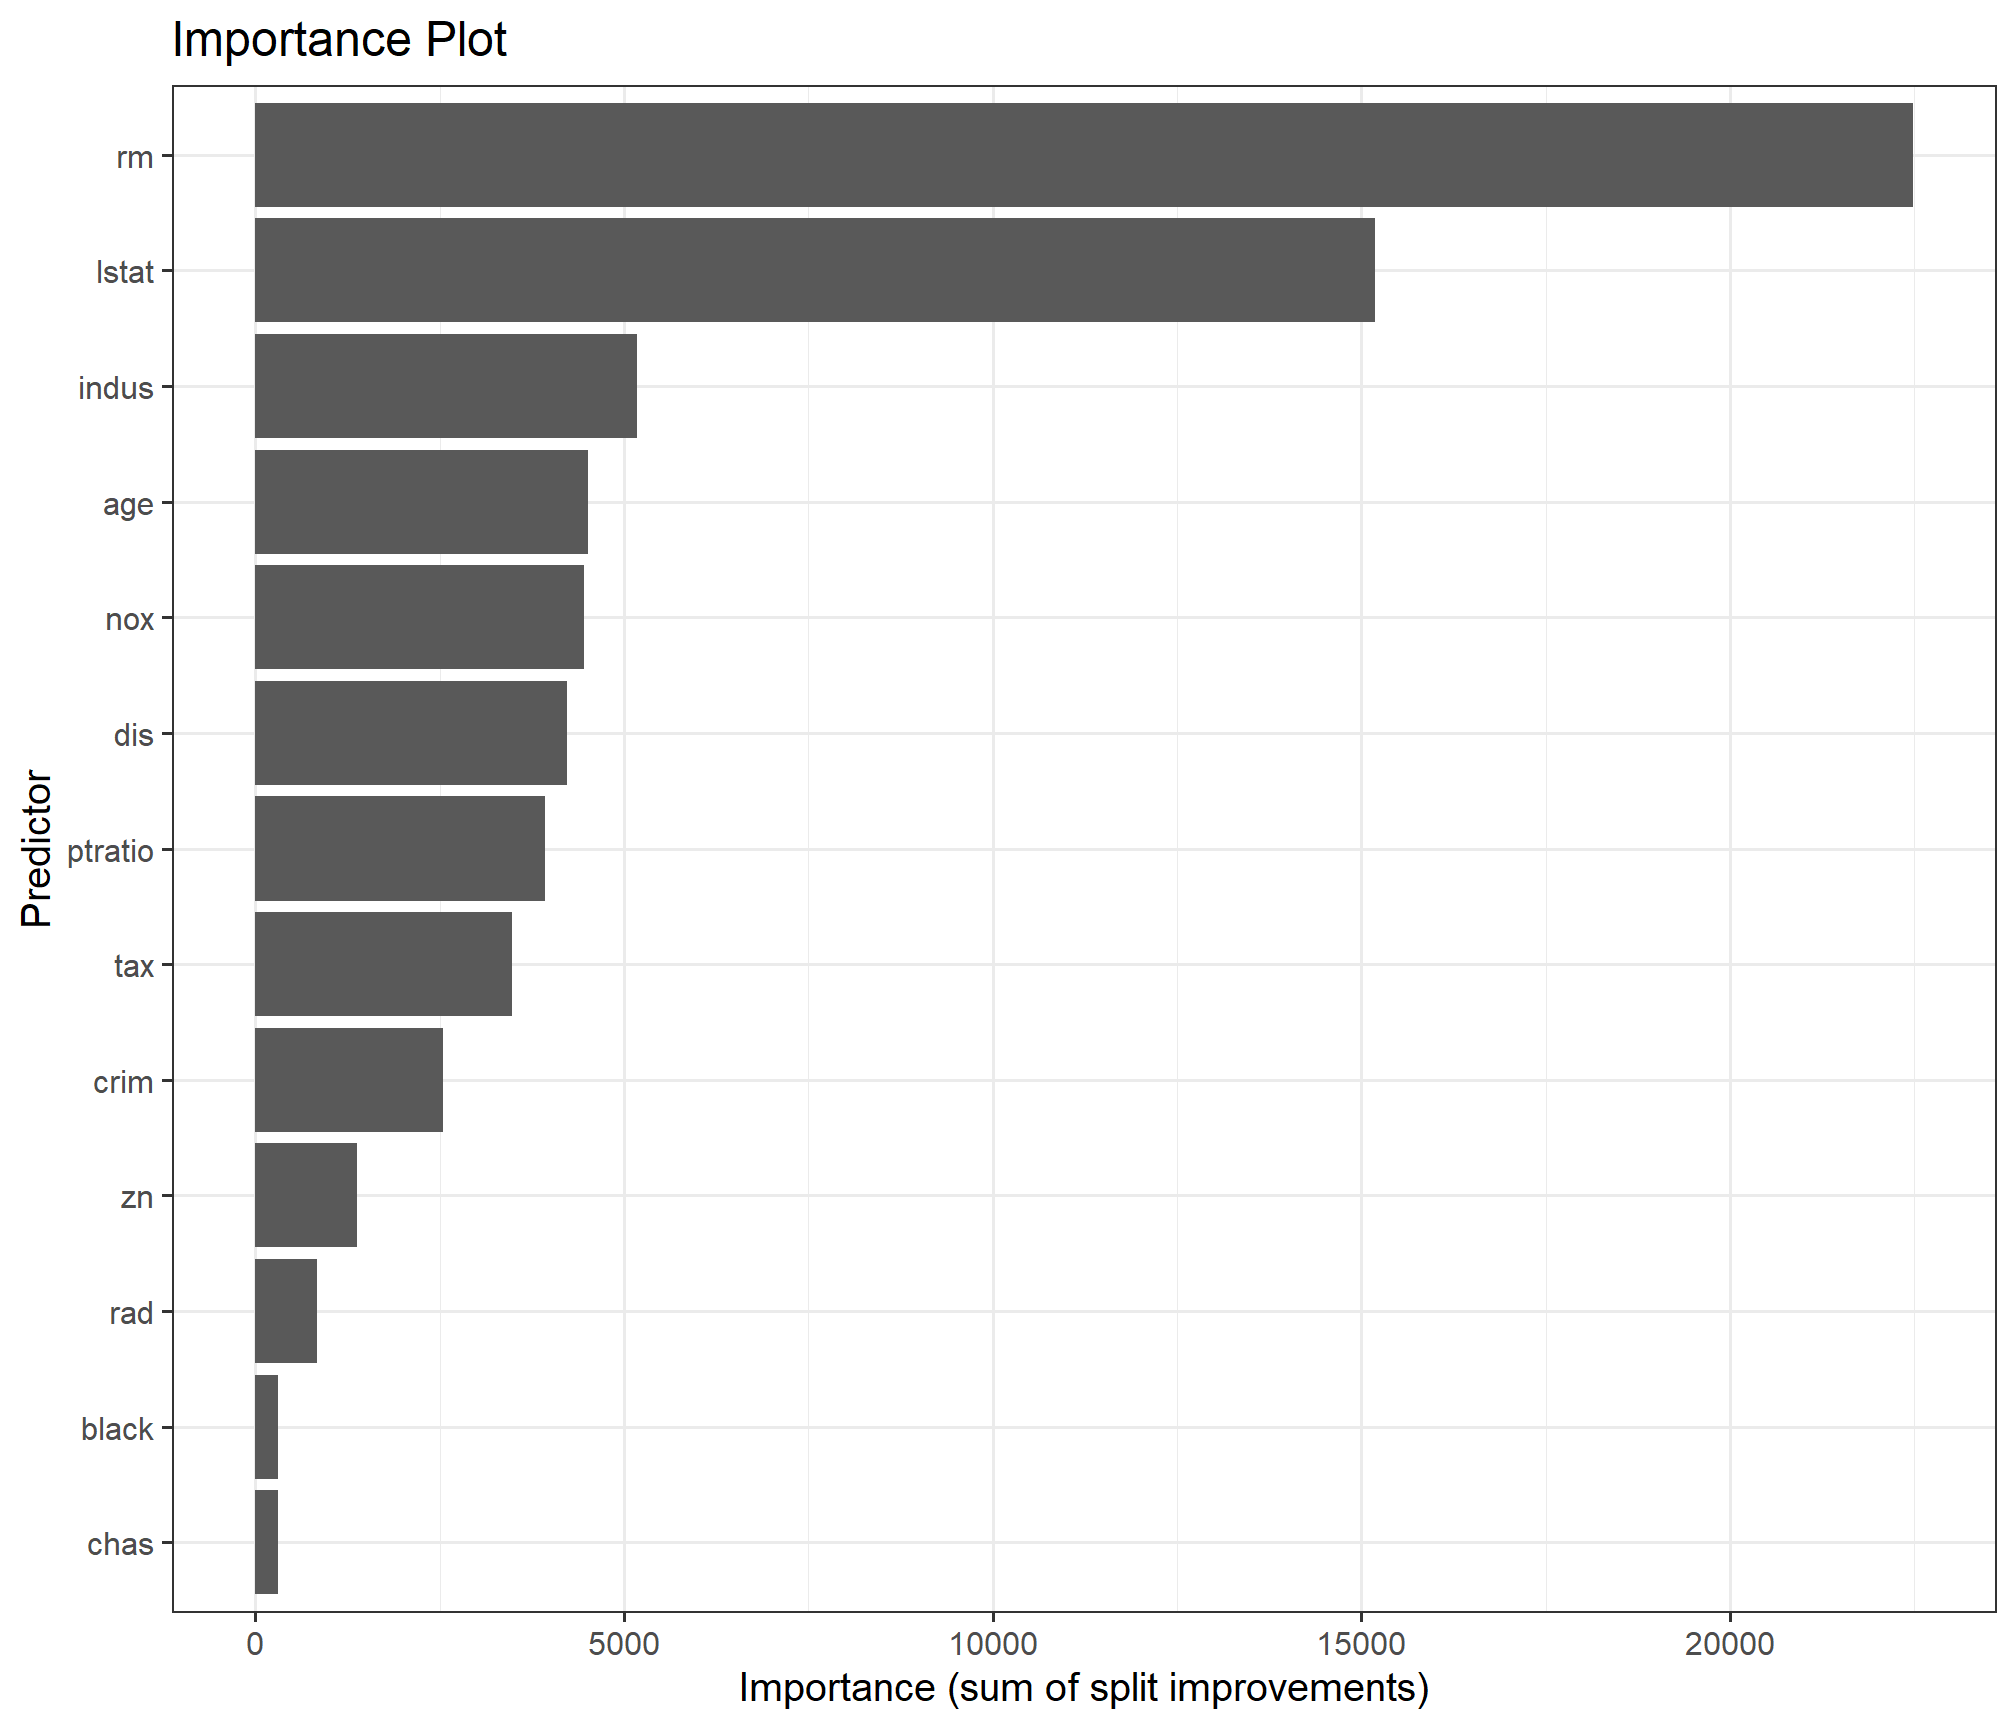 Importance Plot
rm
lstat
indus
age
nox
dis
ptratio
tax
crim
zn
rad
black
chas
Predictor
0 5000 10000 15000 20000
Importance (sum of split improvements)